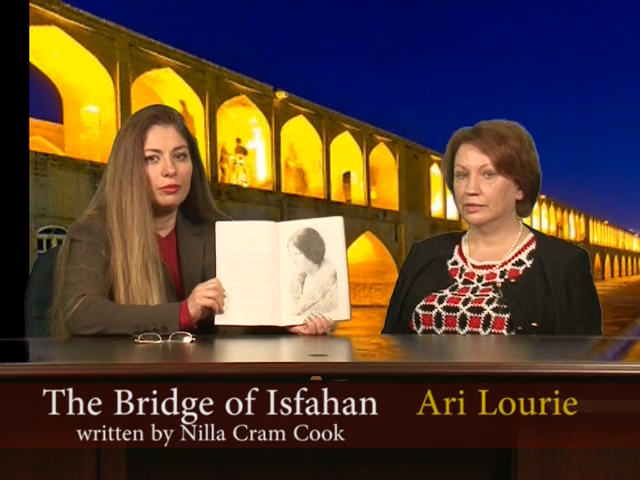 The Bridge of Isfahan Ari Lourie
written by Nilla Cram Cook